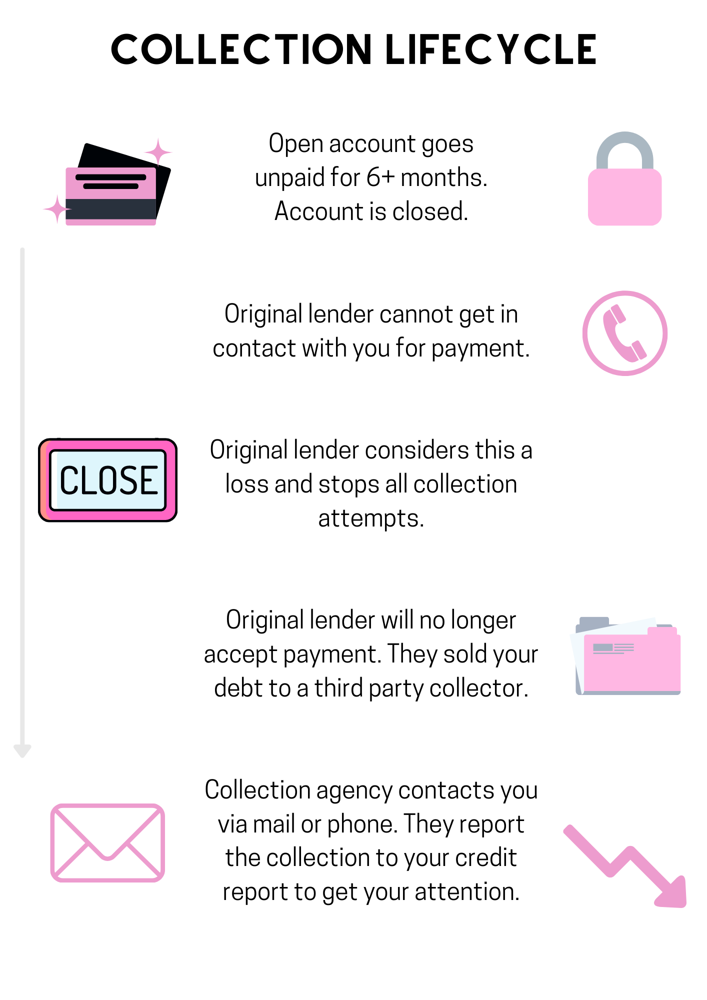 COLLECTION LIFECYCLE
Open account goes
unpaid for 6+ months.
Account is closed.
Original lender cannot get in
contact with you for payment.
CLOSE
Original lender considers this a
loss and stops all collection
attempts.
Original lender will no longer
accept payment. They sold your
debt to a third party collector.
Collection agency contacts you
via mail or phone. They report
the collection to your credit
report to get your attention.